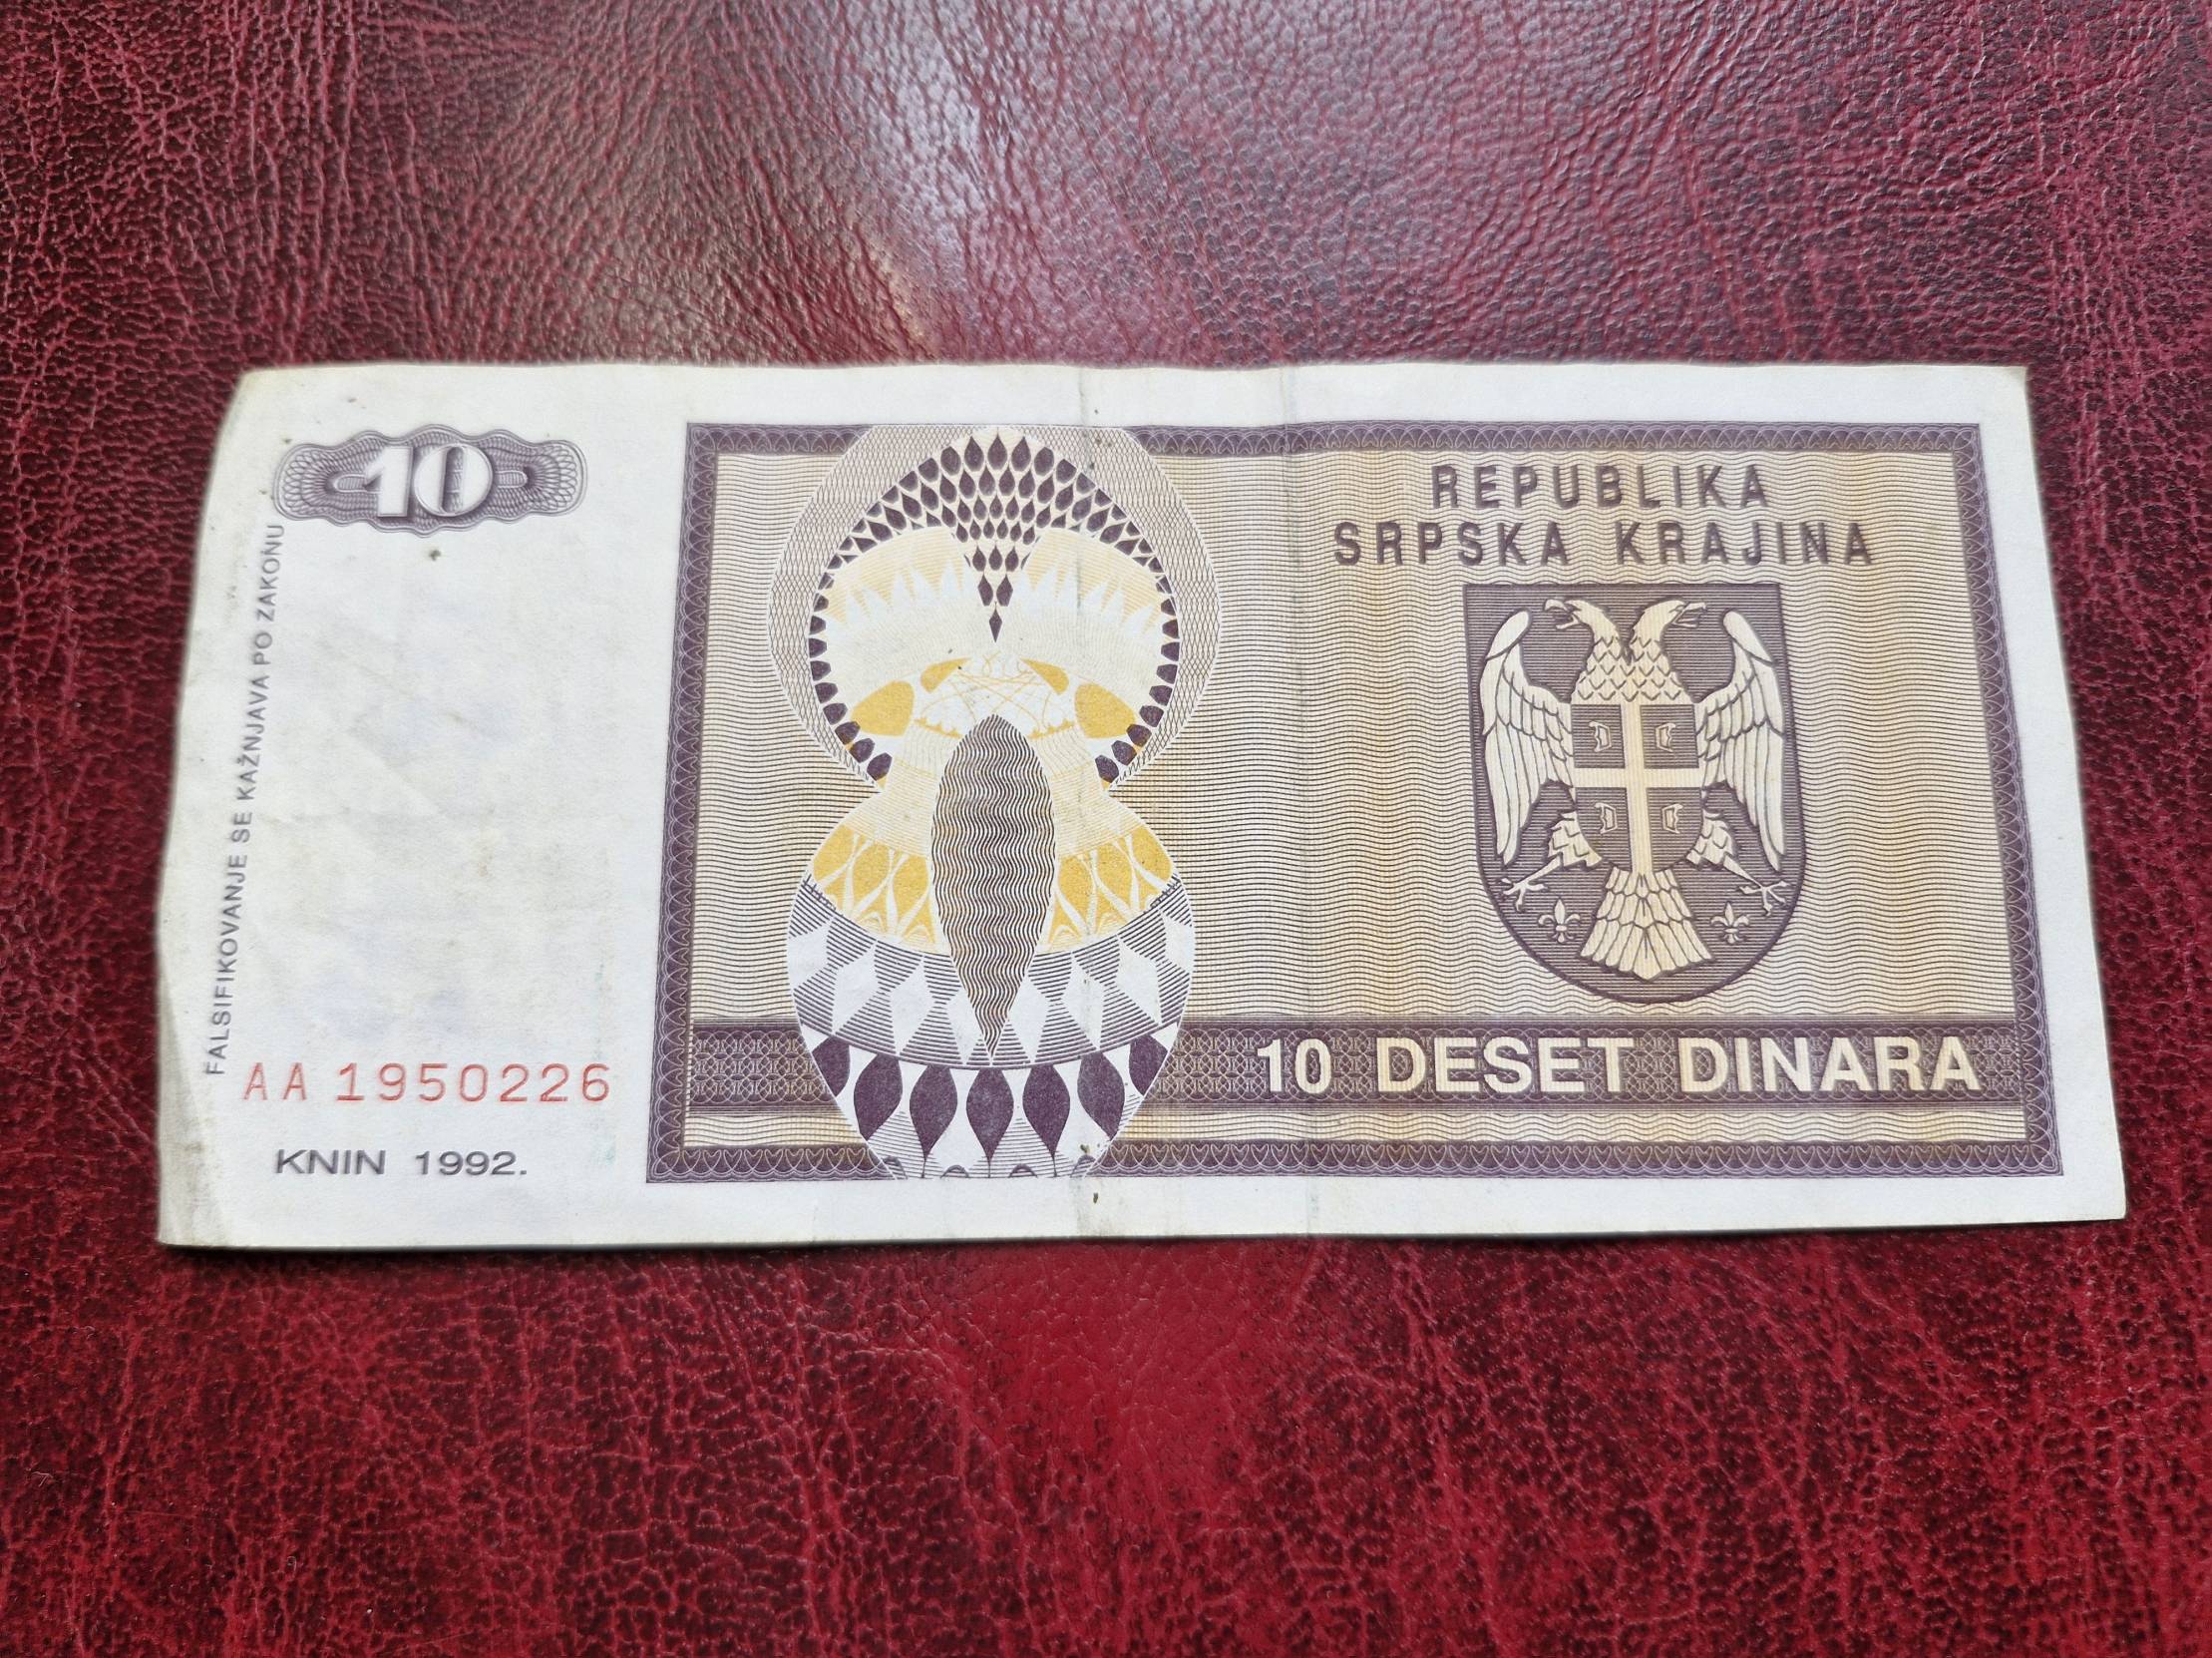 10
FALSIFIKOVANJE SE KAŽNJAVA PO ZAKONU
AA 1950226
KNIN 1992.
REPUBLIKA
SRPSKA KRAJINA
10 DESET DINARA